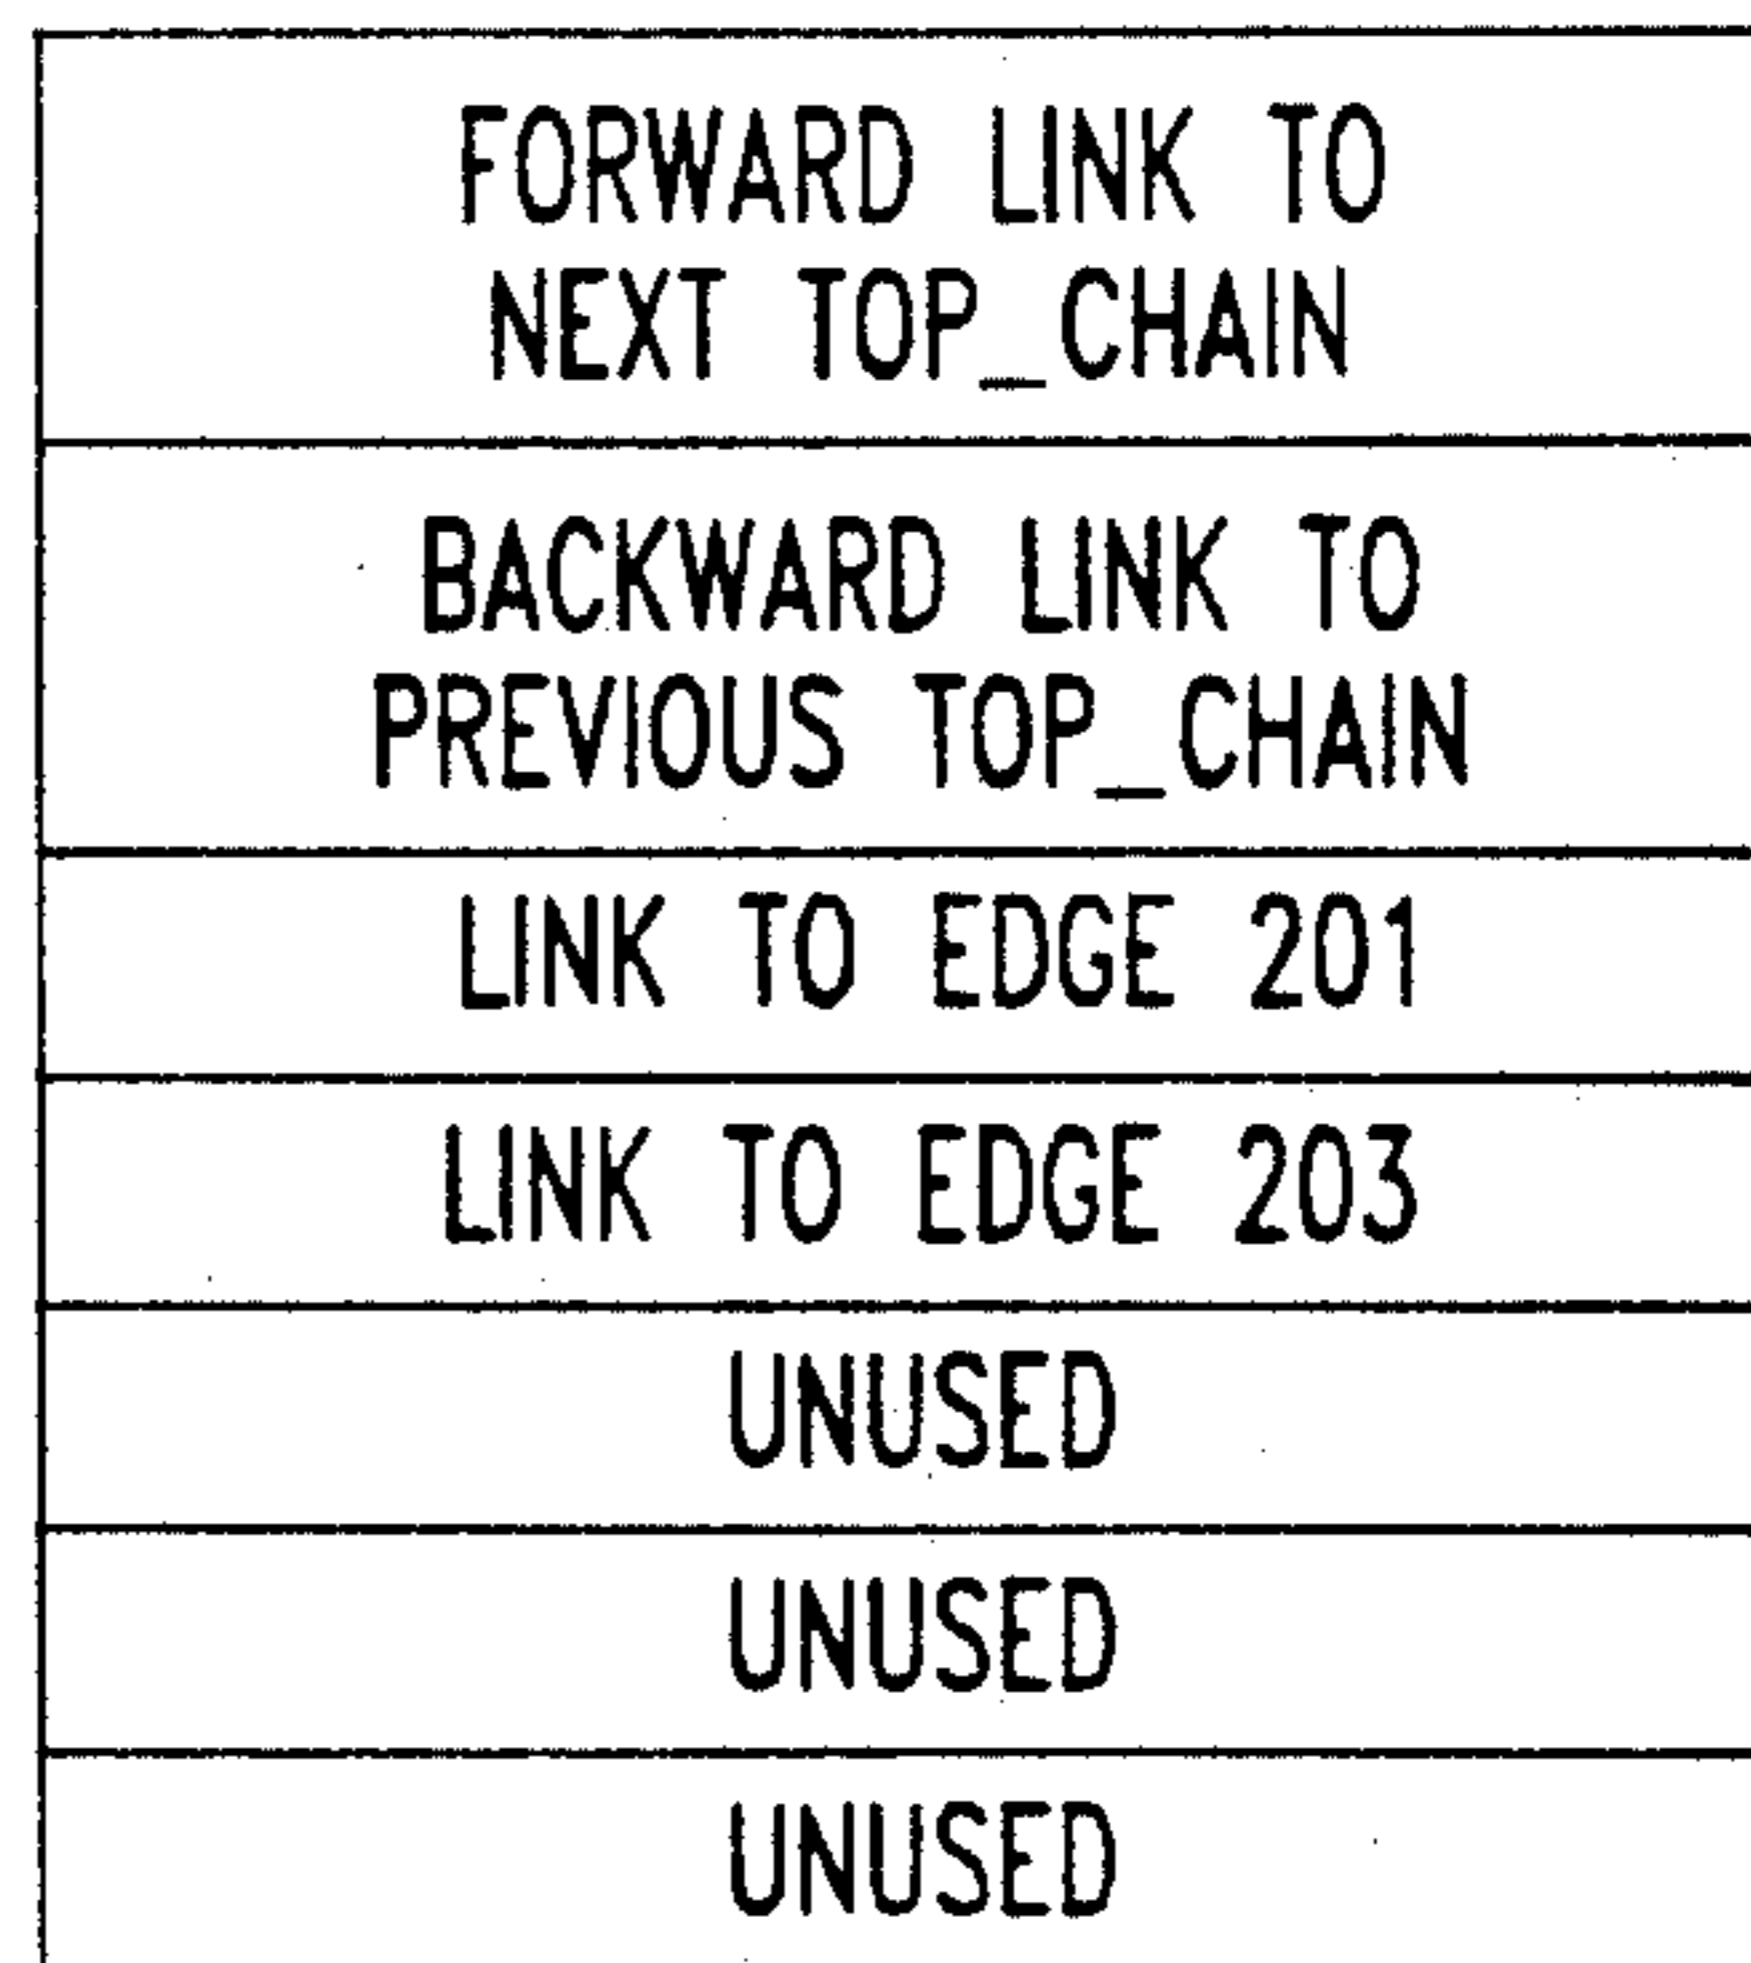 FORWARD LINK TO
NEXT TOP_CHAIN
BACKWARD LINK TO
PREVIOUS TOP_CHAIN
LINK TO EDGE 201
LINK TO EDGE 203
UNUSED
UNUSED
UNUSED